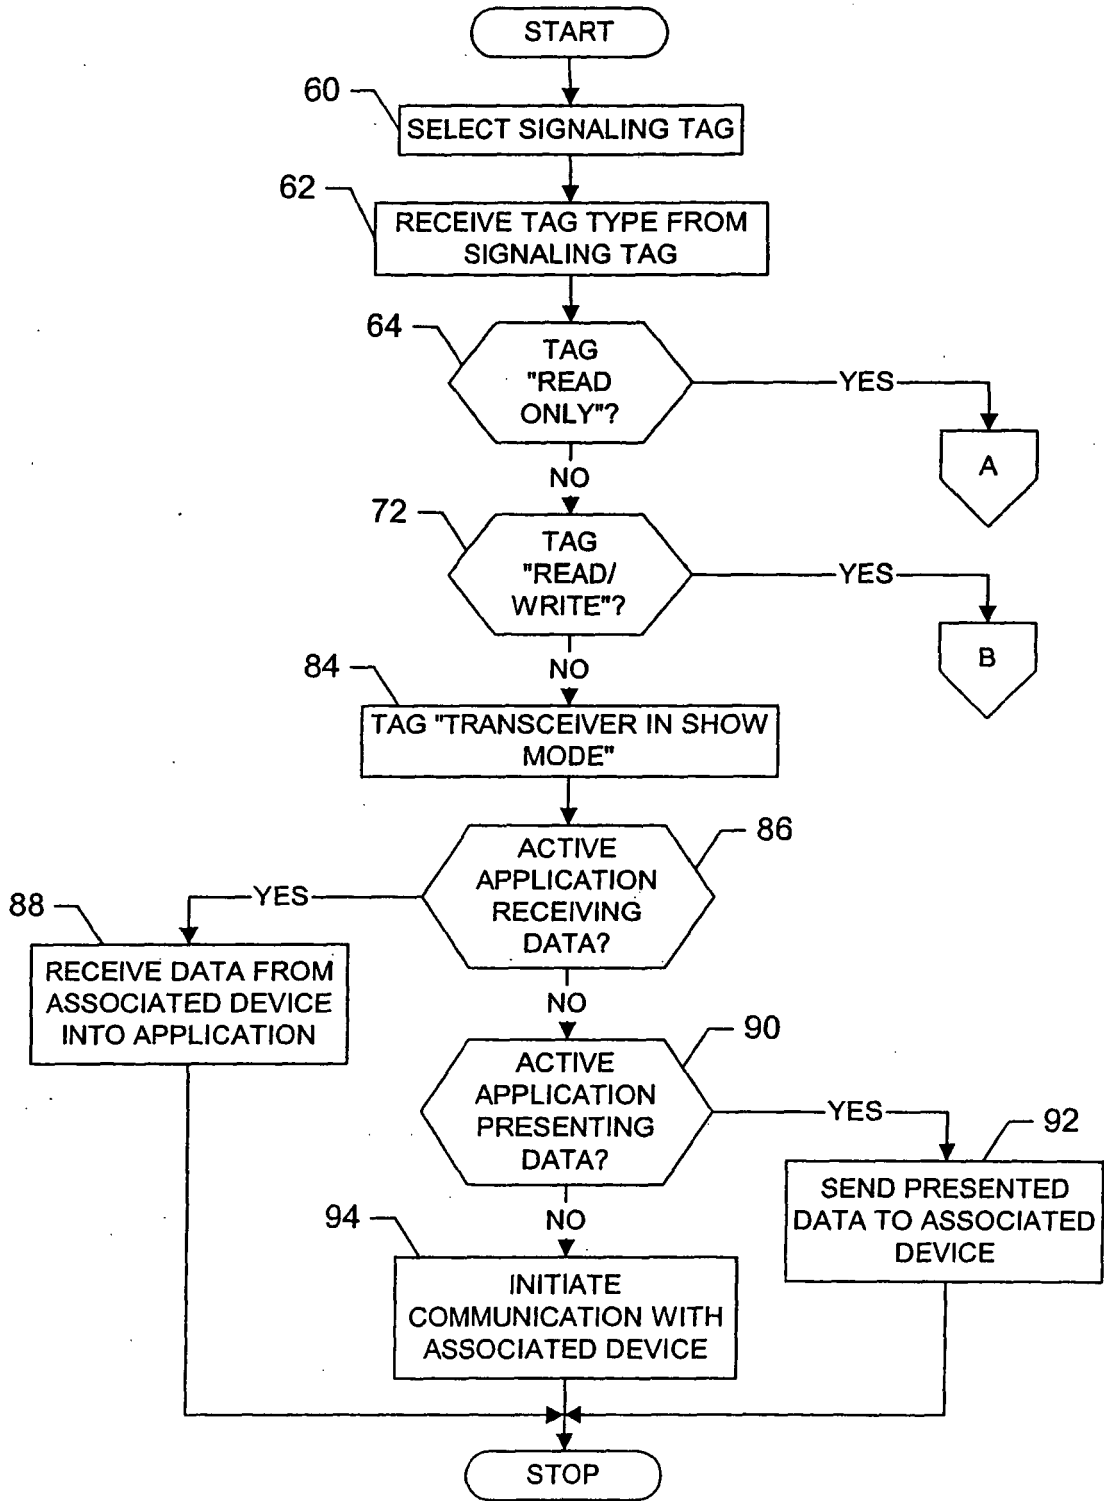 START
60
SELECT SIGNALING TAG
62
RECEIVE TAG TYPE FROM
SIGNALING TAG
64
TAG
"READ
ONLY"?
YES
A
NO
72
TAG
"READ/
WRITE"?
YES
B
NO
84
TAG "TRANSCEIVER IN SHOW
MODE"
86
ACTIVE
APPLICATION
RECEIVING
DATA?
YES
88
RECEIVE DATA FROM
ASSOCIATED DEVICE
INTO APPLICATION
NO
90
ACTIVE
APPLICATION
PRESENTING
DATA?
YES
92
SEND PRESENTED
DATA TO ASSOCIATED
DEVICE
NO
94
INITIATE
COMMUNICATION WITH
ASSOCIATED DEVICE
STOP